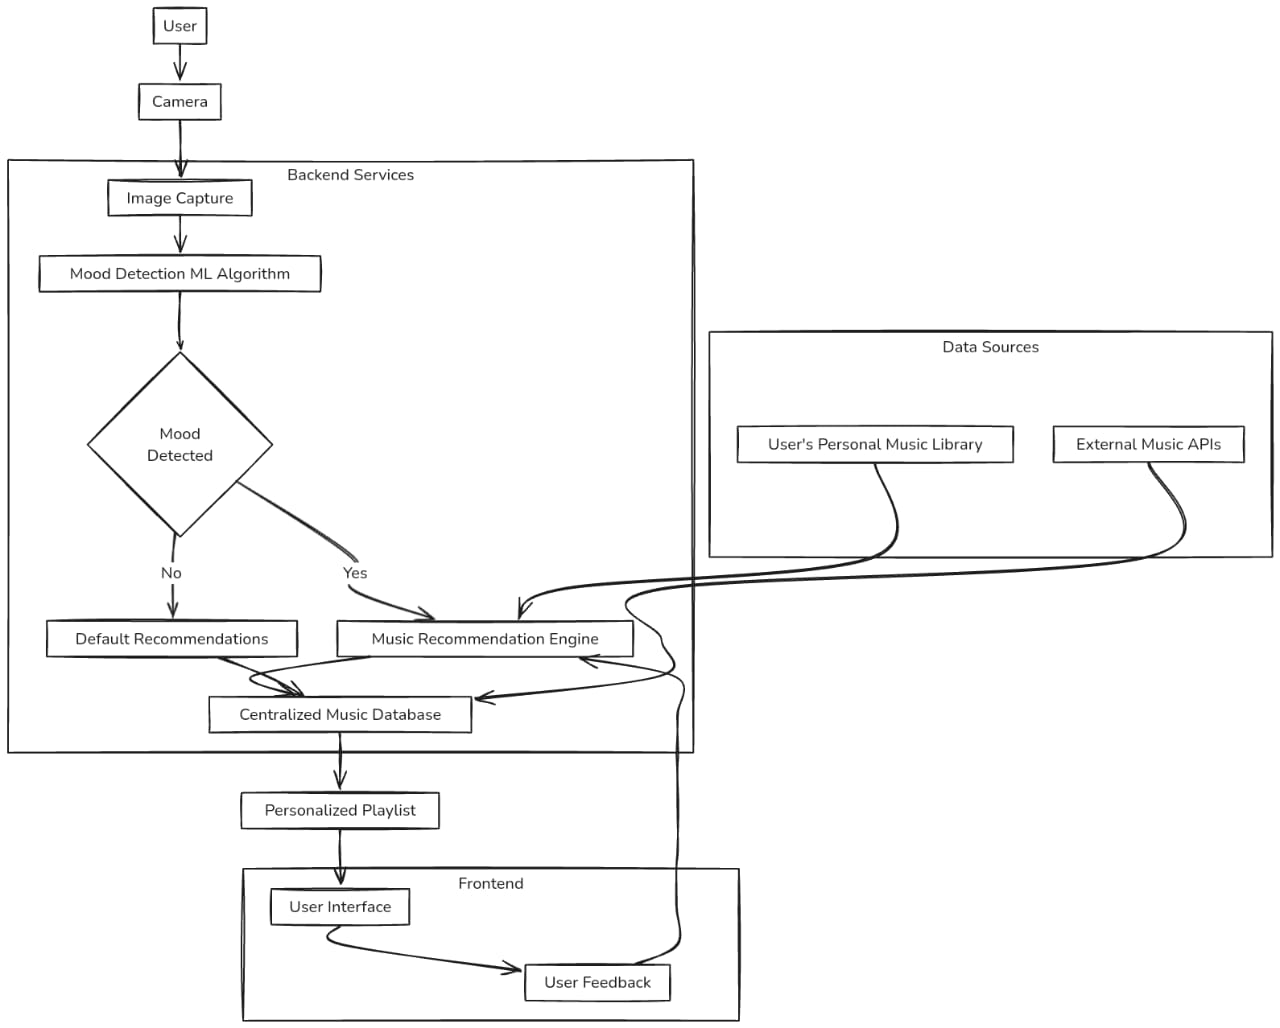 User
Camera
Backend Services
Image Capture
Mood Detection ML Algorithm
Data Sources
Mood
Detected
User's Personal Music Library
External Music APIs
No
Yes
Default Recommendations
Music Recommendation Engine
Centralized Music Database
Personalized Playlist
Frontend
User Interface
User Feedback